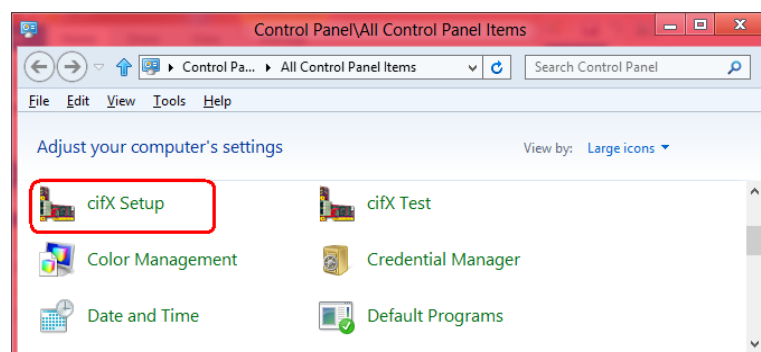 Control Panel\All Control Panel Items
Control Pa... All Control Panel Items
Search Control Panel
File Edit View Tools Help
Adjust your computer's settings
View by: Large icons
cifX Setup
cifX Test
Color Management
Credential Manager
Date and Time
Default Programs